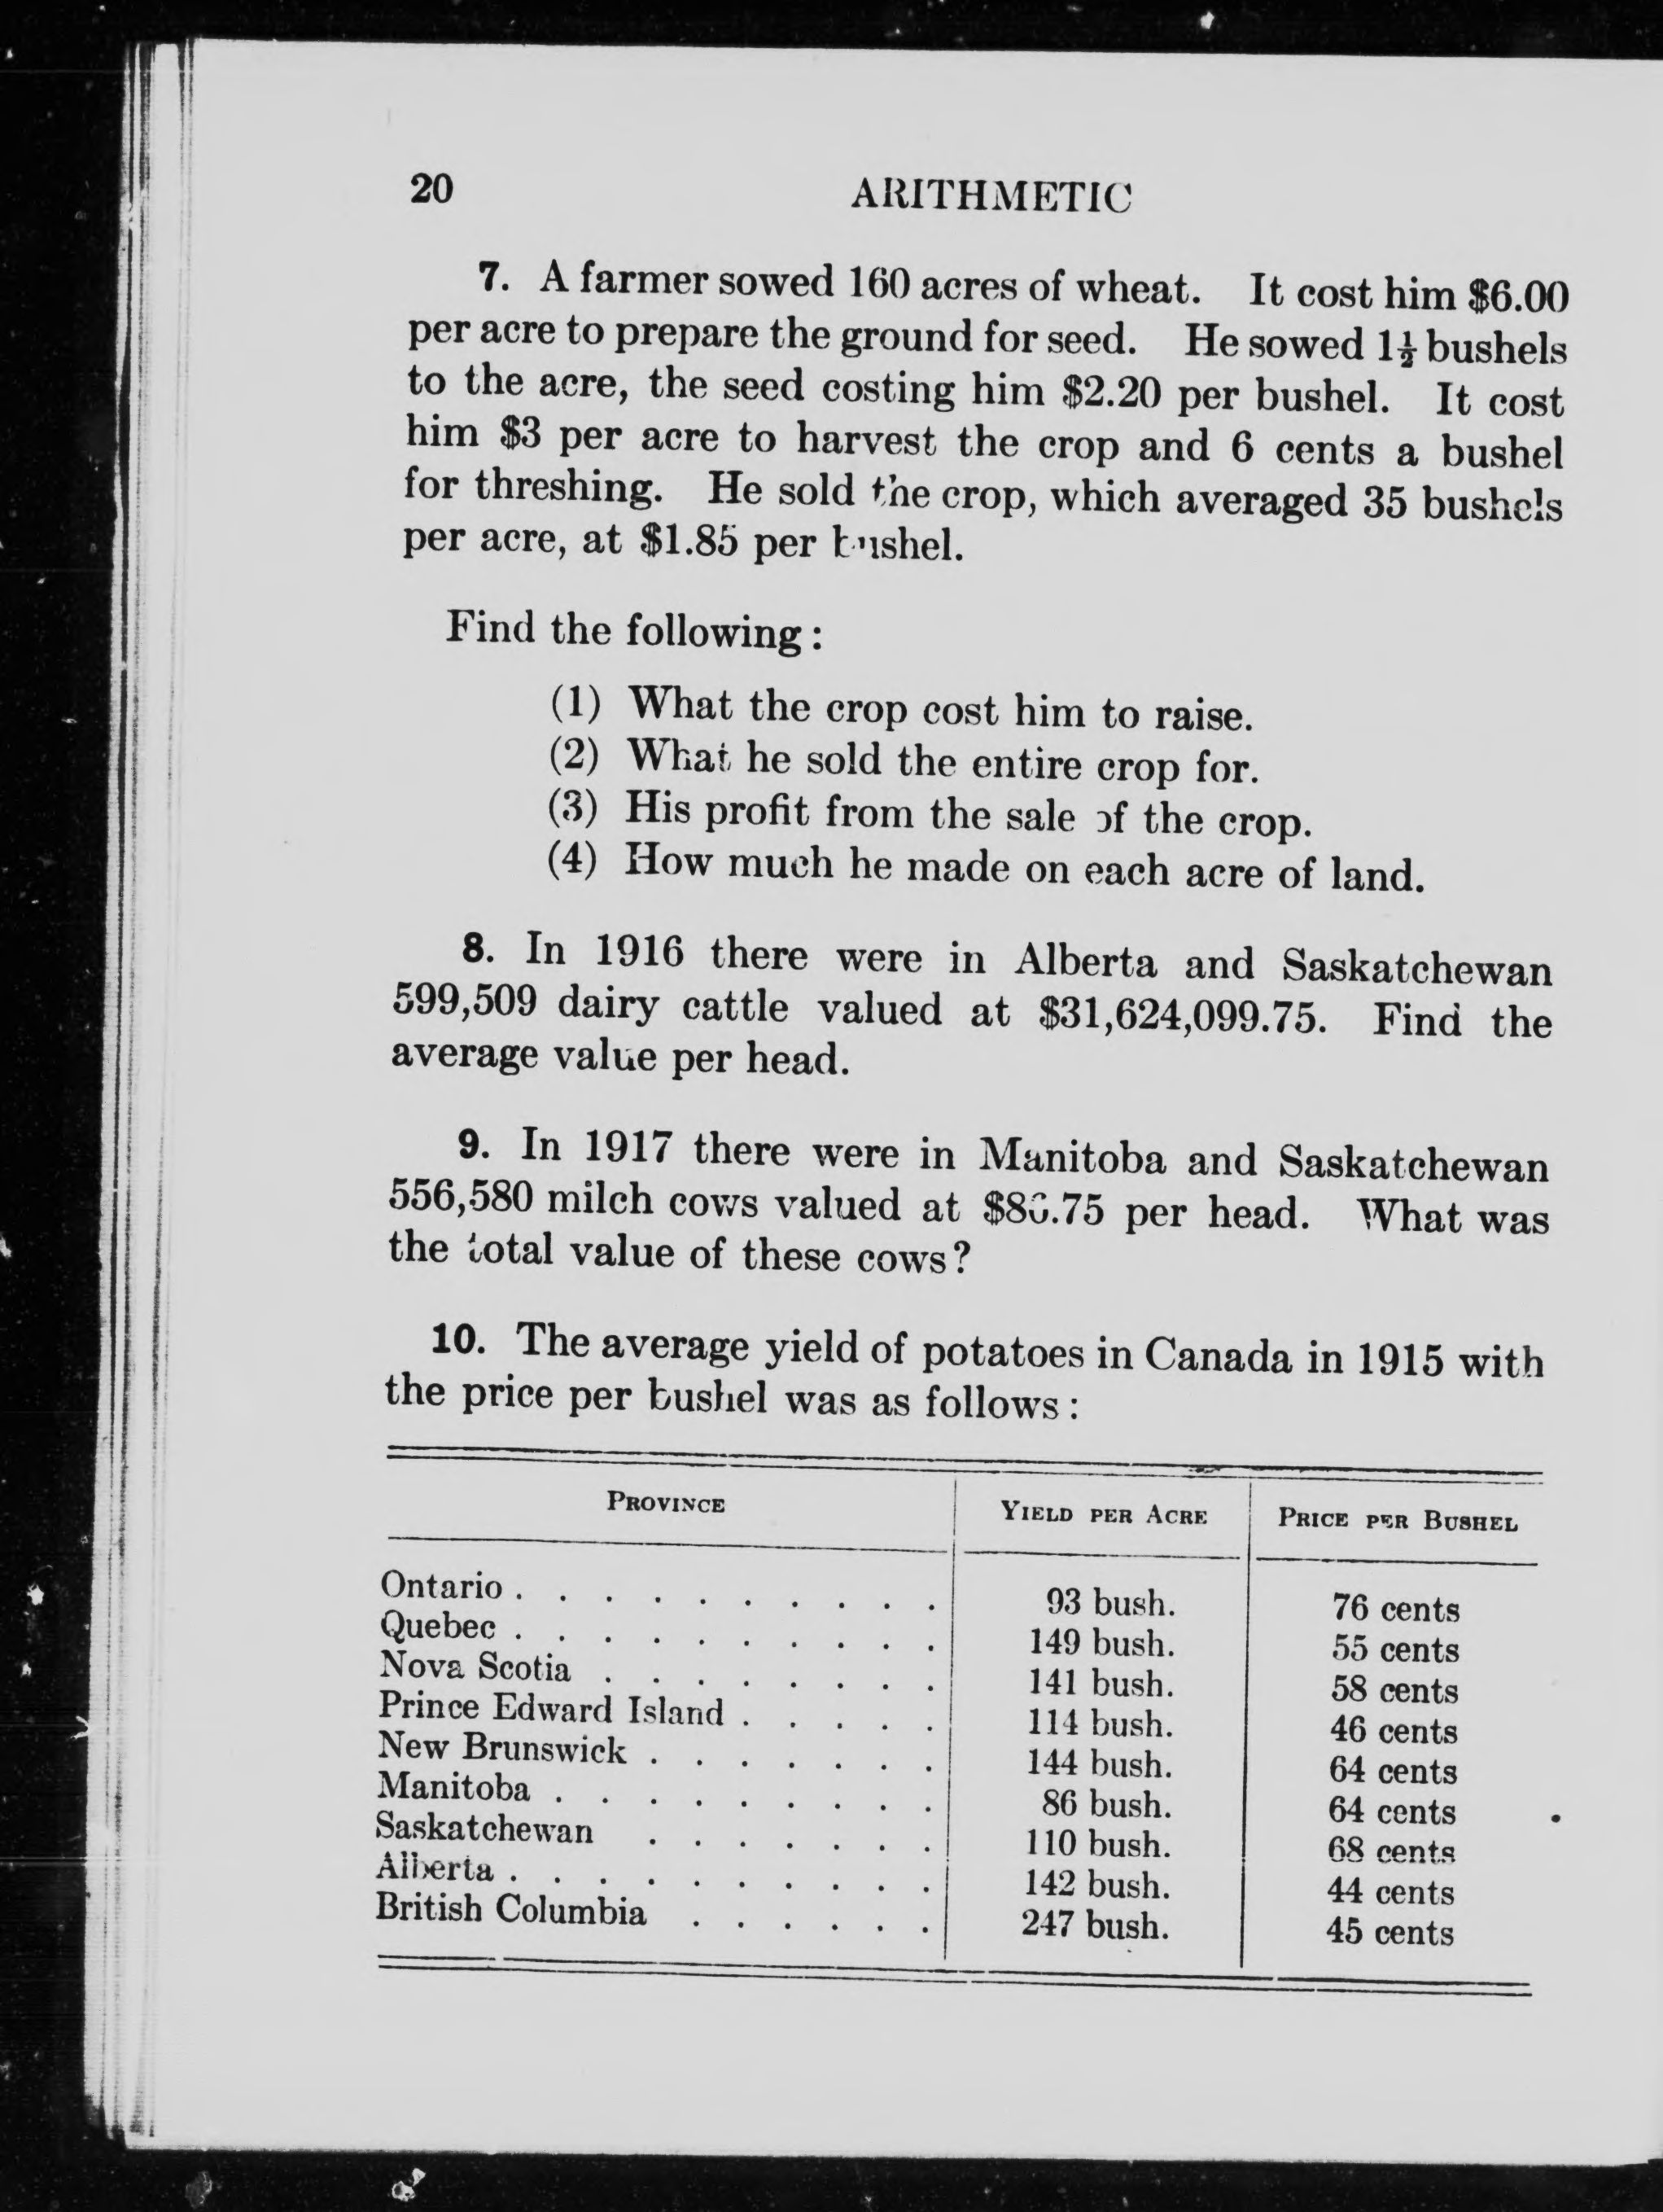 20 ARITHMETIC
7. A farmer sowed 160 acres of wheat. It cost him $6.00
per acre to prepare the ground for seed. He sowed 1½ bushels
to the acre, the seed costing him $2.20 per bushel. It cost
him $3 per acre to harvest the crop and 6 cents a bushel
for threshing. He sold the crop, which averaged 35 bushels
per acre, at $1.85 per bushel.
Find the following:
(1) What the crop cost him to raise.
(2) What he sold the entire crop for.
(3) His profit from the sale of the crop.
(4) How much he made on each acre of land.
8. In 1916 there were in Alberta and Saskatchewan
599,509 dairy cattle valued at $31,624,099.75. Find the
average value per head.
9. In 1917 there were in Manitoba and Saskatchewan
556,580 milch cows valued at per head. What was
the total value of these cows?
10. The average yield of potatoes in Canada in 1915 with
the price per bushel was as follows:
PROVINCE YIELD PER ACRE PRICE PER BUSHEL
Ontario . . . . . . . . . . 93 bush. 76 cents
Quebec . . . . . . . . . . 149 bush. 55 cents
Nova Scotia . . . . . . . . 141 bush. 58 cents
Prince Edward Island . . . . . 114 bush. 46 cents
New Brunswick . . . . . . . 144 bush. 64 cents
Manitoba . . . . . . . . . 86 bush. 64 cents
Saskatchewan . . . . . . . 110 bush. 68 cents
Alberta . . . . . . . . . . 142 bush. 44 cents
British Columbia . . . . . . 247 bush. 45 cents